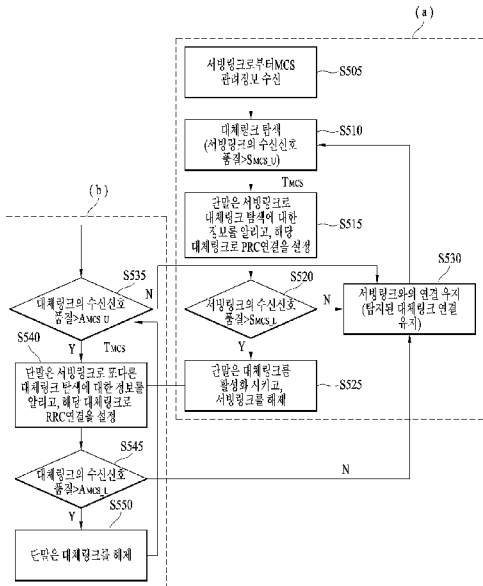 (a)
서빙링크로부터MCS
관려정보 수신
S505
대체링크 탐색
(서빙링크의 수신신호
품질>SMCS_U)
S510
TMCS
단말은 서빙링크로
대체링크 탐색에 대한
정보를 알리고, 해당
대체링크로 PRC연결을 설정
S515
S520
서빙링크의 수신신호
품질>SMCS_L
N
Y
S530
서빙링크와의 연결 유지
(탐지된 대체링크 연결
유지)
단말은 대체링크를
활성화 시키고,
서빙링크를 해제
S525
(b)
S535
대체링크의 수신신호
품질>AMCS_U
N
Y
TMCS
S540
단말은 서빙링크로 또다른
대체링크 탐색에 대한정보를
알리고, 해당 대체링크로
RRC연결을 설정
S545
대체링크의 수신신호
품질>AMCS_L
N
Y
S550
단말은 대체링크를 해제